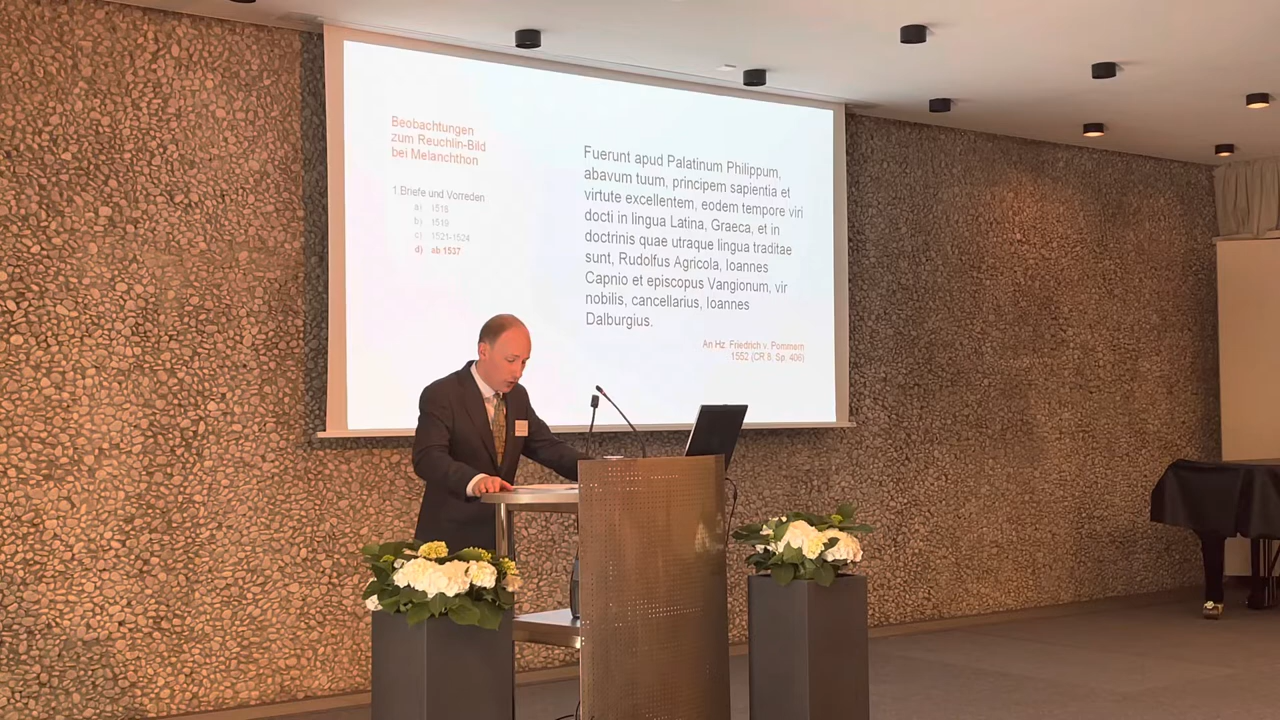 Beobachtungen
zum Reuchlin-Bild
bei Melanchthon
1.Briefe und Vorreden
a) 1518
b) 1519
c) 1521-1524
d) ab 1537
Fuerunt apud Palatinum Philippum,
abavum tuum, principem sapientia et
virtute excellentem, eodem tempore viri
docti in lingua Latina, Graeca, et in
doctrinis quae utraque lingua traditae
sunt, Rudolfus Agricola, Ioannes
Capnio et episcopus Vangionum, vir
nobilis, cancellarius, Ioannes
Dalburgius.
An Hz. Friedrich v. Pommern
1552 (CR 8, Sp. 406)